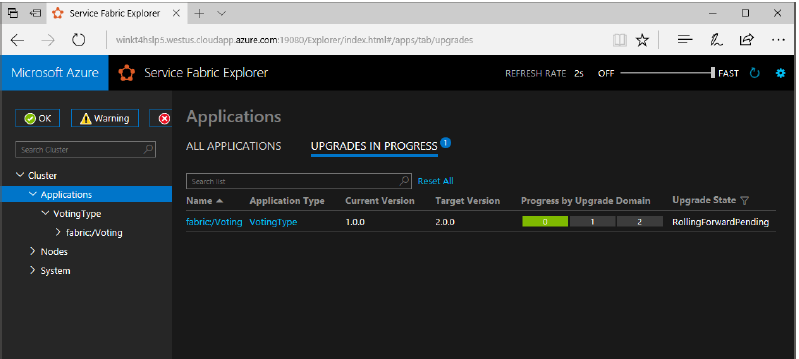 Service Fabric Explorer
winkt4hslp5.westus.cloudapp.azure.com:19080/Explorer/index.html#/apps/tab/upgrades
Microsoft Azure
Service Fabric Explorer
REFRESH RATE 2s OFF FAST
OK
Warning
Search Cluster
Cluster
Applications
VotingType
fabric:/Voting
Nodes
System
Applications
ALL APPLICATIONS UPGRADES IN PROGRESS 1
Search list Reset All
Name Application Type Current Version Target Version Progress by Upgrade Domain Upgrade State
fabric:/Voting VotingType 1.0.0 2.0.0 0 1 2 RollingForwardPending